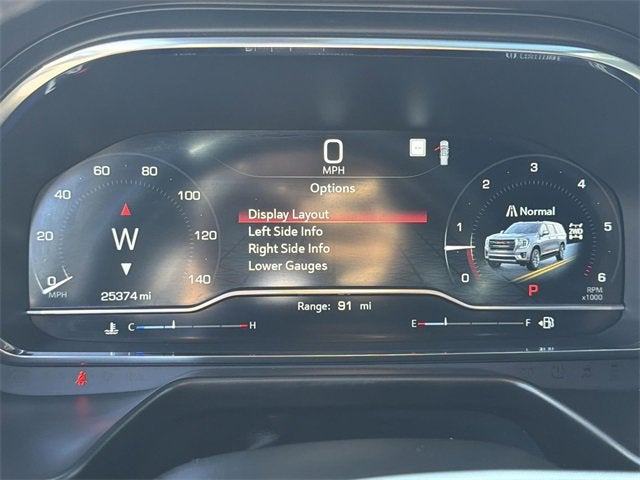 0
MPH
Options
Display Layout
Left Side Info
Right Side Info
Lower Gauges
0 20 40 60 80 100 120 140
MPH
W
25374 mi
Range: 91 mi
0 1 2 3 4 5 6
Normal
2WD
P
RPM
x1000
C H
E F